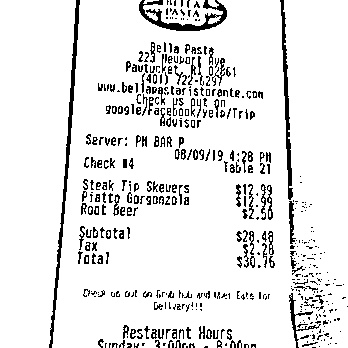 BELLA
PASTA
Bella Pasta
223 Newport Ave
Pawtucket, RI 02861
(401) 722-6297
www.bellapastaristorante.com
Check us out on
google/Facebook/yelp/Trip
Advisor
Server: PM BAR P
08/09/19 4:28 PM
Check #4
Table 21
Steak Tip Skewers $12.99
Piatto Gorgonzola $12.99
Root Beer $2.50
Subtotal $28.48
Tax $2.28
Total $30.76
Check us out on Grub hub and Uber Eats for
Delivery!!!
Restaurant Hours
Sunday: 3:00pm - 8:00pm